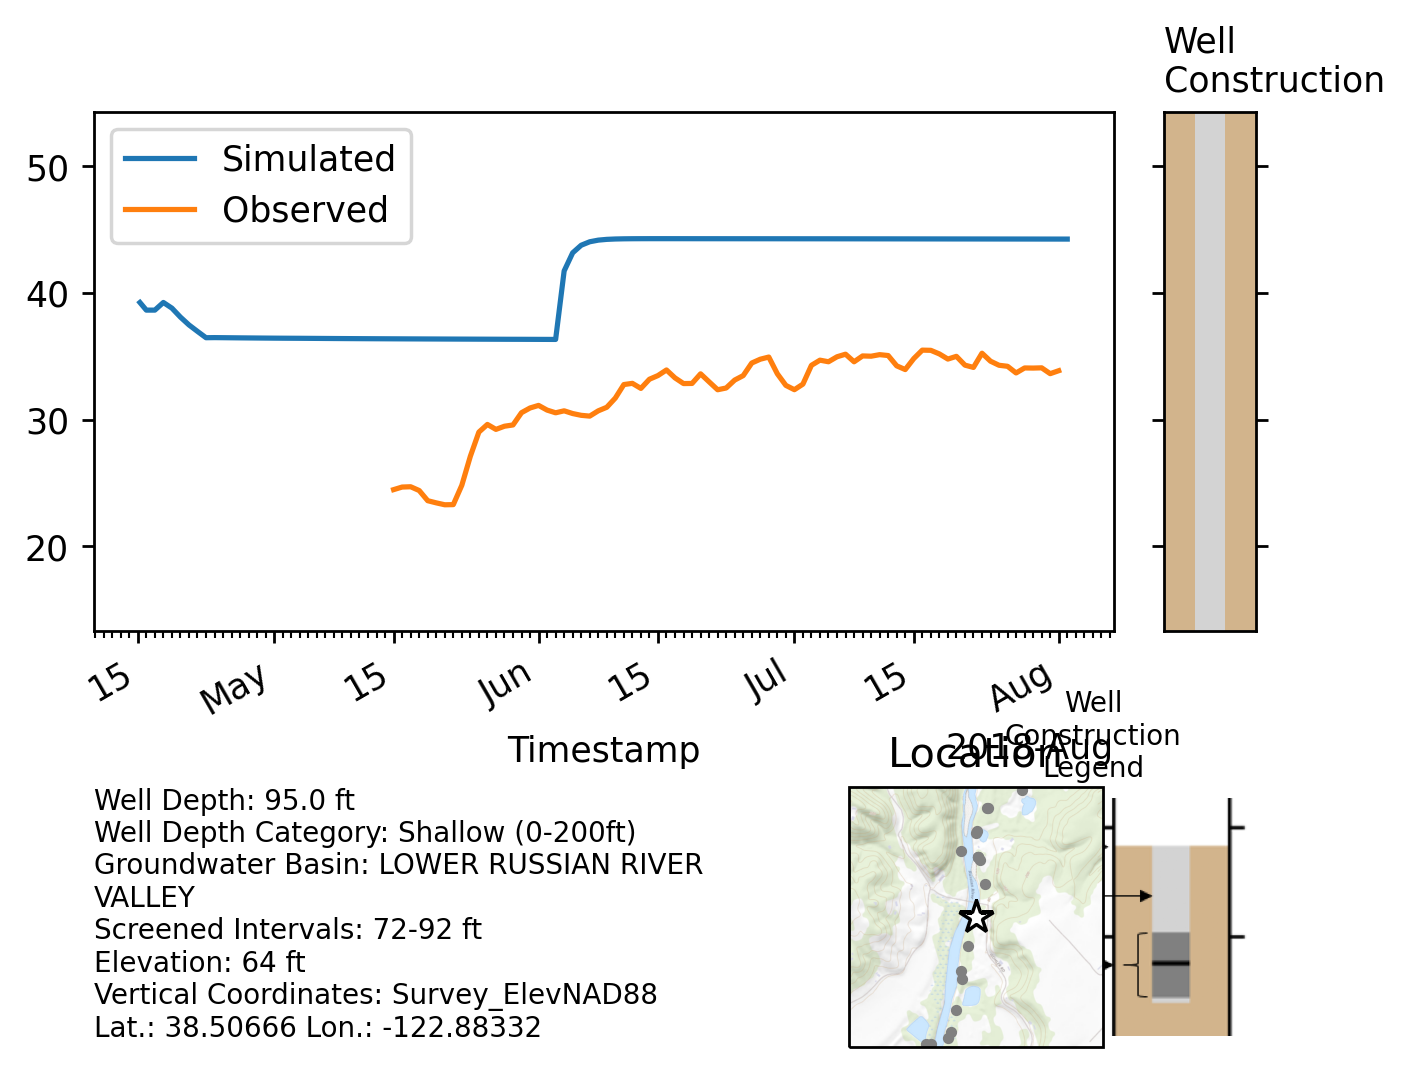 Well
Construction
Simulated
Observed
50
40
30
20
15
May
15
Jun
15
Jul
15
Aug
Timestamp
2018-Aug
Location
Well
Construction
Legend
Well Depth: 95.0 ft
Well Depth Category: Shallow (0-200ft)
Groundwater Basin: LOWER RUSSIAN RIVER
VALLEY
Screened Intervals: 72-92 ft
Elevation: 64 ft
Vertical Coordinates: Survey_ElevNAD88
Lat.: 38.50666 Lon.: -122.88332